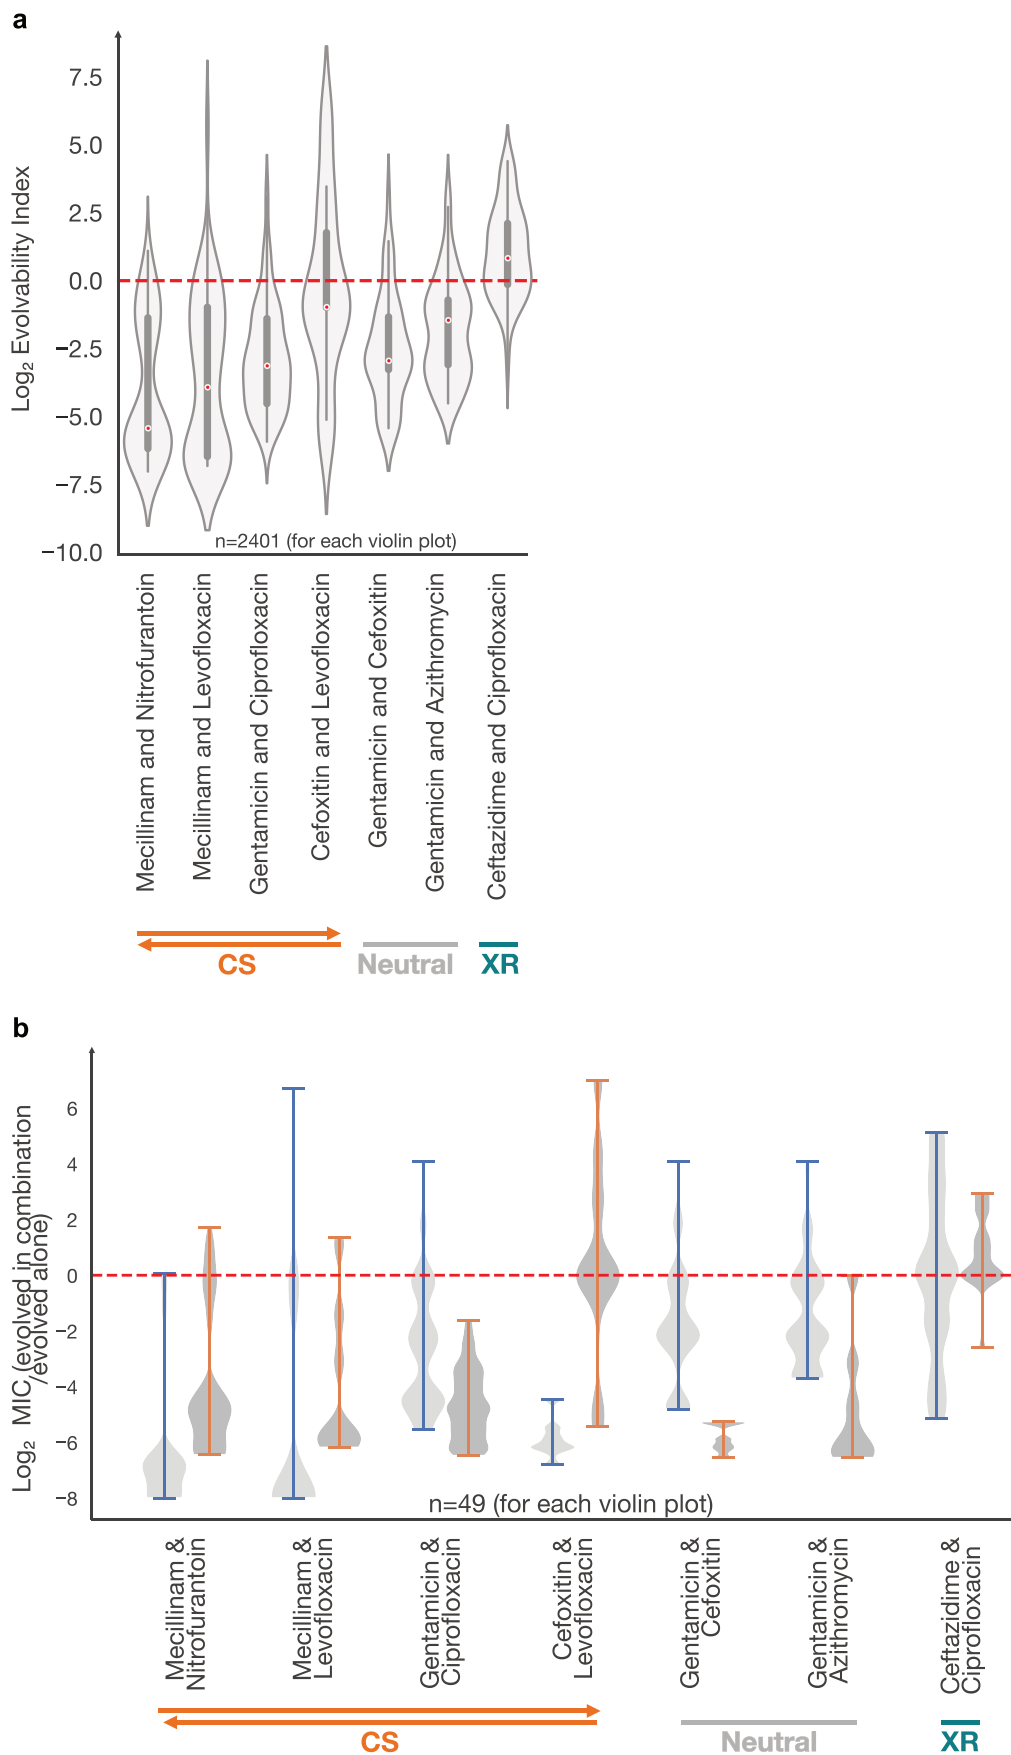 a
Log₂ Evolvability Index
7.5
5.0
2.5
0.0
−2.5
−5.0
−7.5
−10.0
n=2401 (for each violin plot)
Mecillinam and Nitrofurantoin
Mecillinam and Levofloxacin
Gentamicin and Ciprofloxacin
Cefoxitin and Levofloxacin
Gentamicin and Cefoxitin
Gentamicin and Azithromycin
Ceftazidime and Ciprofloxacin
CS
Neutral
XR
b
Log₂ MIC (evolved in combination
/evolved alone)
6
4
2
0
−2
−4
−6
−8
n=49 (for each violin plot)
Mecillinam &
Nitrofurantoin
Mecillinam &
Levofloxacin
Gentamicin &
Ciprofloxacin
Cefoxitin &
Levofloxacin
Gentamicin &
Cefoxitin
Gentamicin &
Azithromycin
Ceftazidime &
Ciprofloxacin
CS
Neutral
XR